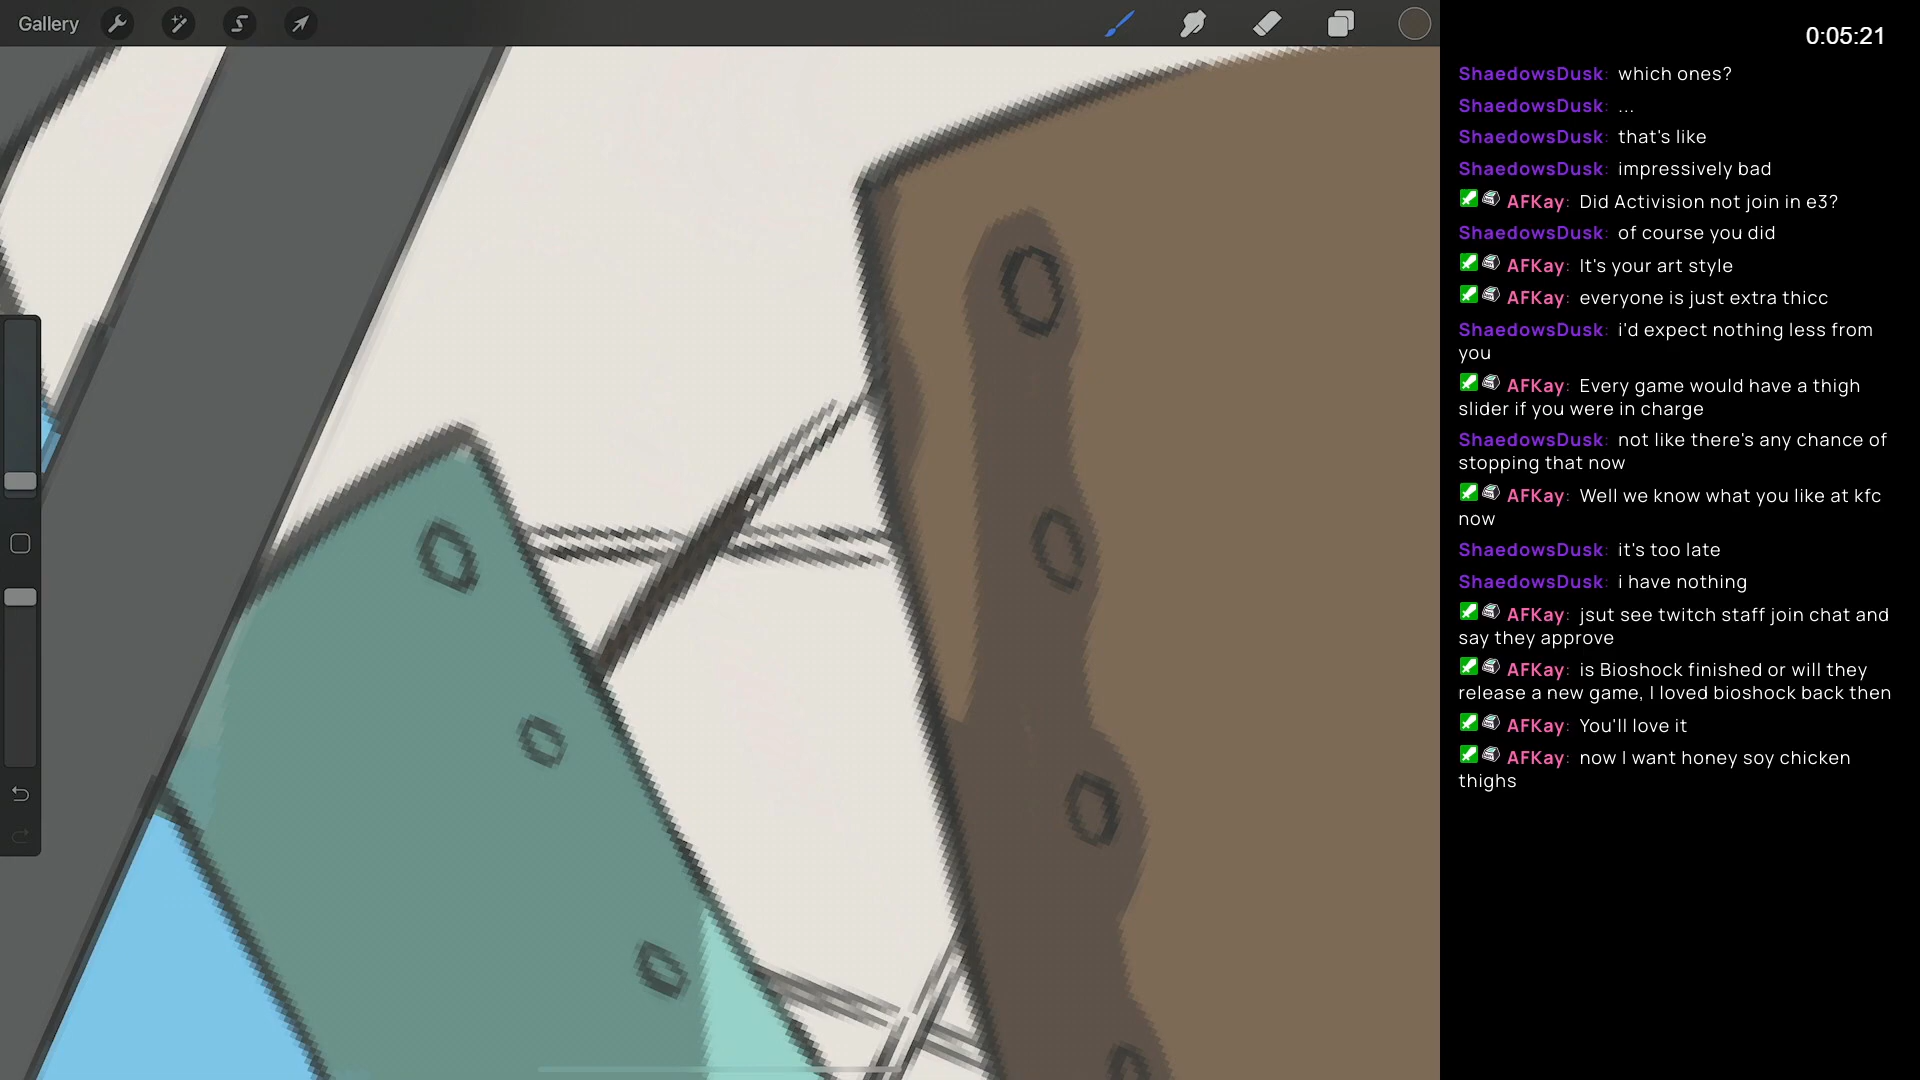 Gallery
0:05:21
ShaedowsDusk: which ones?
ShaedowsDusk: ...
ShaedowsDusk: that's like
ShaedowsDusk: impressively bad
AFKay: Did Activision not join in e3?
ShaedowsDusk: of course you did
AFKay: It's your art style
AFKay: everyone is just extra thicc
ShaedowsDusk: i'd expect nothing less from
you
AFKay: Every game would have a thigh
slider if you were in charge
ShaedowsDusk: not like there's any chance of
stopping that now
AFKay: Well we know what you like at kfc
now
ShaedowsDusk: it's too late
ShaedowsDusk: i have nothing
AFKay: jsut see twitch staff join chat and
say they approve
AFKay: is Bioshock finished or will they
release a new game, I loved bioshock back then
AFKay: You'll love it
AFKay: now I want honey soy chicken
thighs